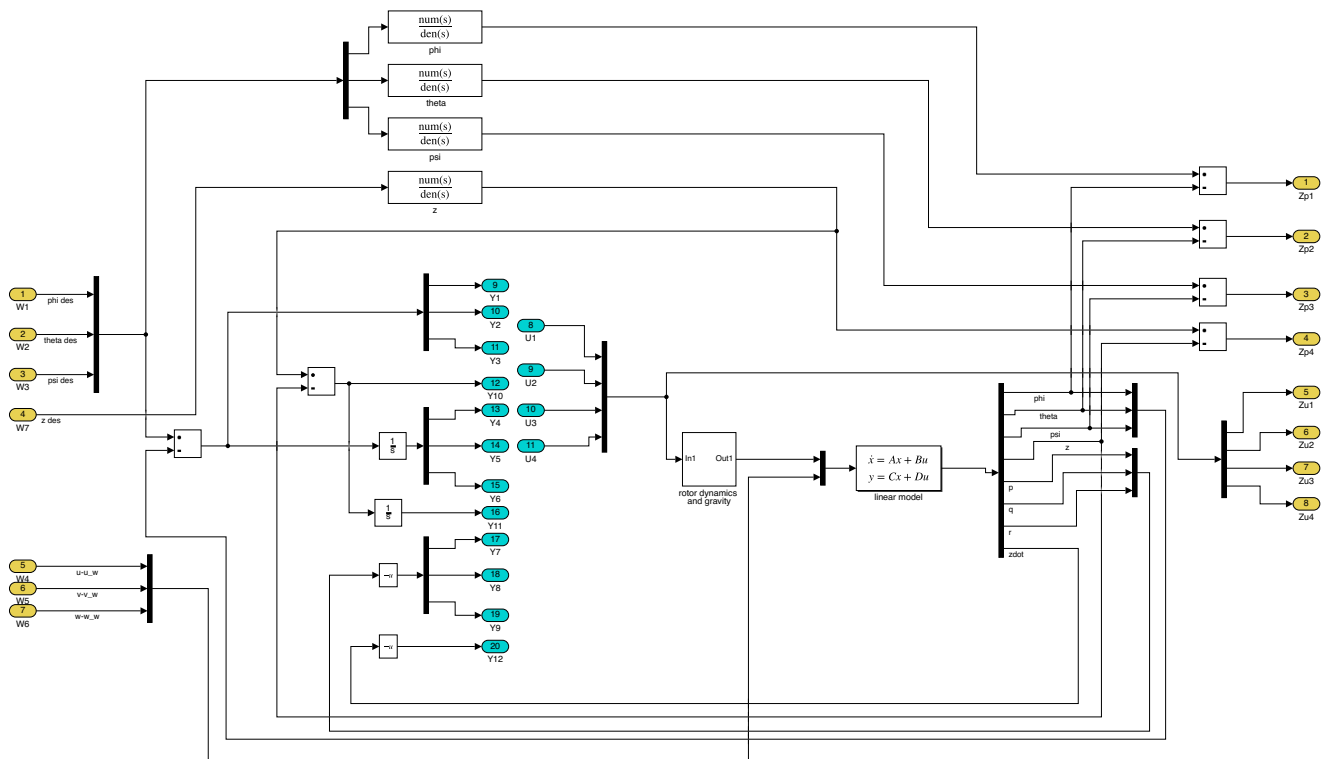 num(s)
den(s)
phi
num(s)
den(s)
theta
num(s)
den(s)
psi
num(s)
den(s)
z
1
W1
phi des
2
W2
theta des
3
W3
psi des
4
W7
z des
5
W4
u-u_w
6
W5
v-v_w
7
W6
w-w_w
1
s
1
s
-u
-u
9
Y1
10
Y2
11
Y3
12
Y10
13
Y4
14
Y5
15
Y6
16
Y11
17
Y7
18
Y8
19
Y9
20
Y12
8
U1
9
U2
10
U3
11
U4
In1 Out1
rotor dynamics
and gravity
ẋ = Ax + Bu
y = Cx + Du
linear model
phi
theta
psi
z
p
q
r
zdot
1
Zp1
2
Zp2
3
Zp3
4
Zp4
5
Zu1
6
Zu2
7
Zu3
8
Zu4